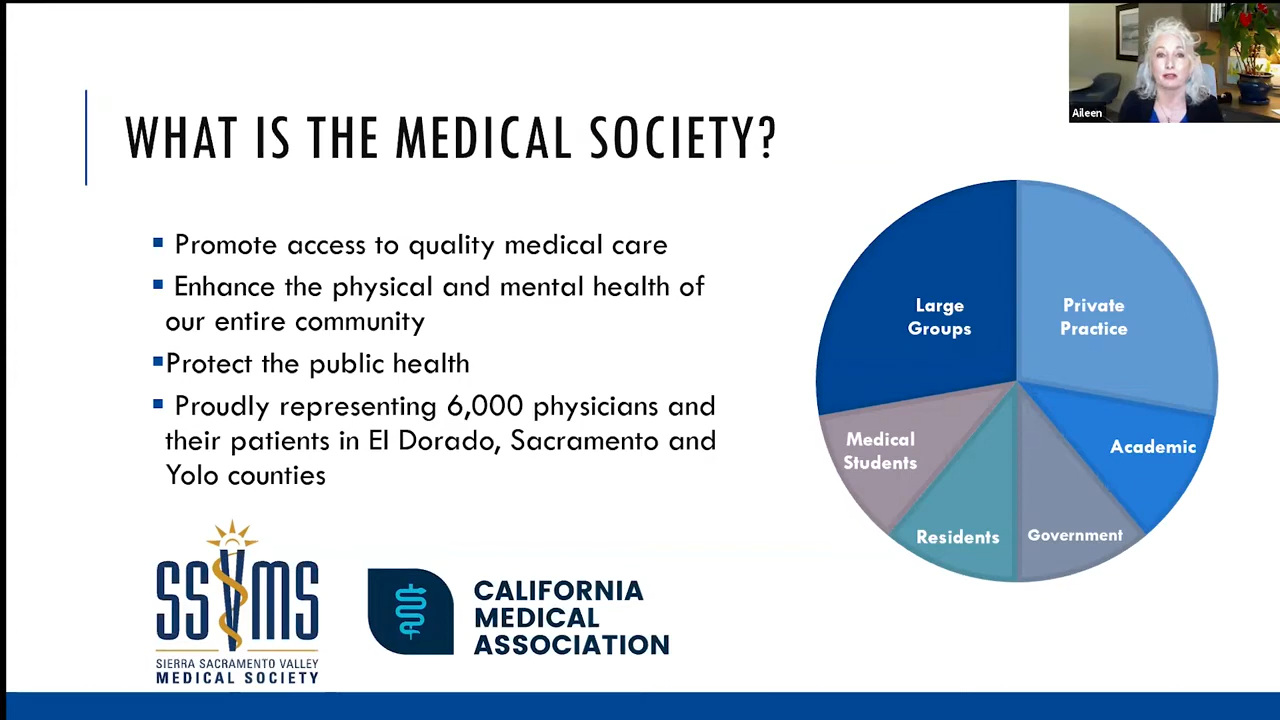 Aileen
WHAT IS THE MEDICAL SOCIETY?
Promote access to quality medical care
Enhance the physical and mental health of
our entire community
Protect the public health
Proudly representing 6,000 physicians and
their patients in El Dorado, Sacramento and
Yolo counties
Large
Groups
Private
Practice
Medical
Students
Academic
Residents
Government
SSVMS
SIERRA SACRAMENTO VALLEY
MEDICAL SOCIETY
CALIFORNIA
MEDICAL
ASSOCIATION